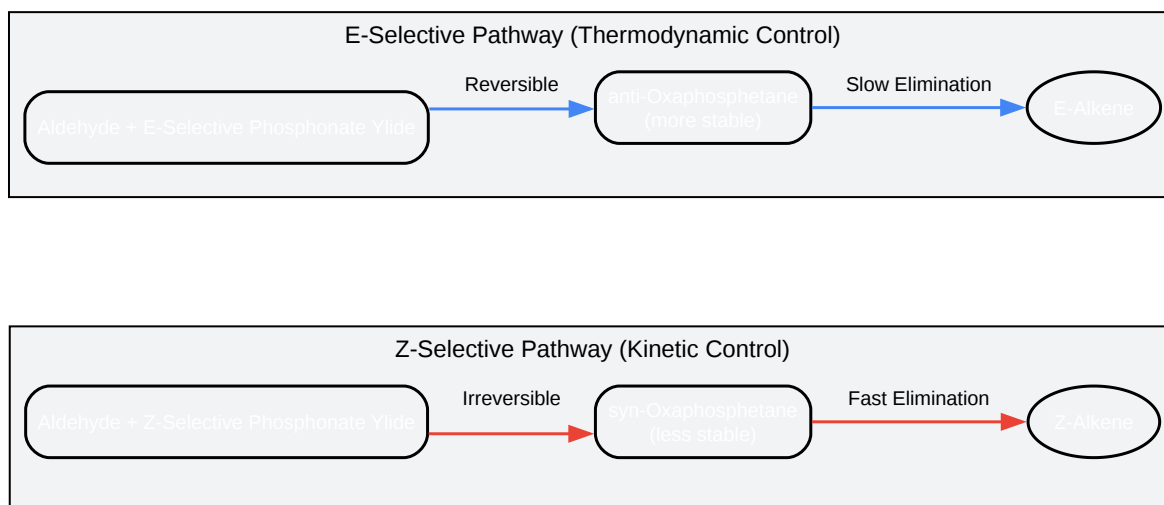 E-Selective Pathway (Thermodynamic Control)
Aldehyde + E-Selective Phosphonate Ylide
Reversible
anti-Oxaphosphetane
(more stable)
Slow Elimination
E-Alkene
Z-Selective Pathway (Kinetic Control)
Aldehyde + Z-Selective Phosphonate Ylide
Irreversible
syn-Oxaphosphetane
(less stable)
Fast Elimination
Z-Alkene